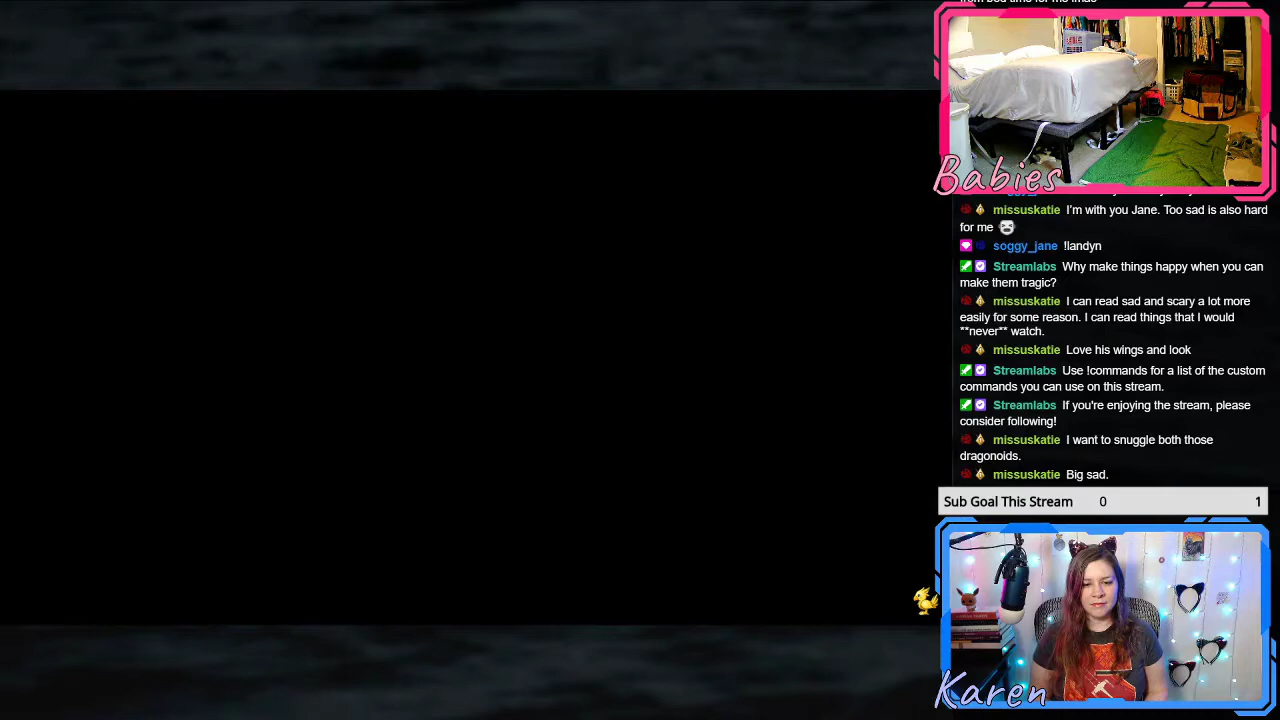 Babies
missuskatie I'm with you Jane. Too sad is also hard
for me
soggy_jane !landyn
Streamlabs Why make things happy when you can
make them tragic?
missuskatie I can read sad and scary a lot more
easily for some reason. I can read things that I would
**never** watch.
missuskatie Love his wings and look
Streamlabs Use !commands for a list of the custom
commands you can use on this stream.
Streamlabs If you're enjoying the stream, please
consider following!
missuskatie I want to snuggle both those
dragonoids.
missuskatie Big sad.
Sub Goal This Stream 0 1
Karen